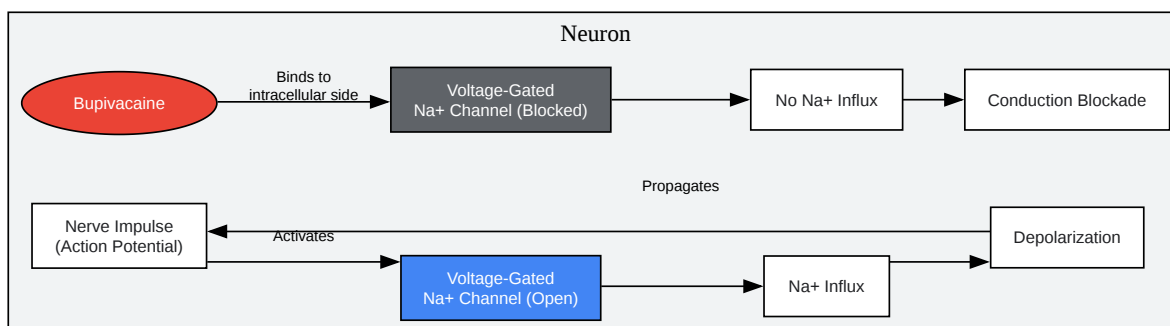 Neuron
Bupivacaine
Binds to
intracellular side
Voltage-Gated
Na+ Channel (Blocked)
No Na+ Influx
Conduction Blockade
Propagates
Nerve Impulse
(Action Potential)
Activates
Voltage-Gated
Na+ Channel (Open)
Na+ Influx
Depolarization